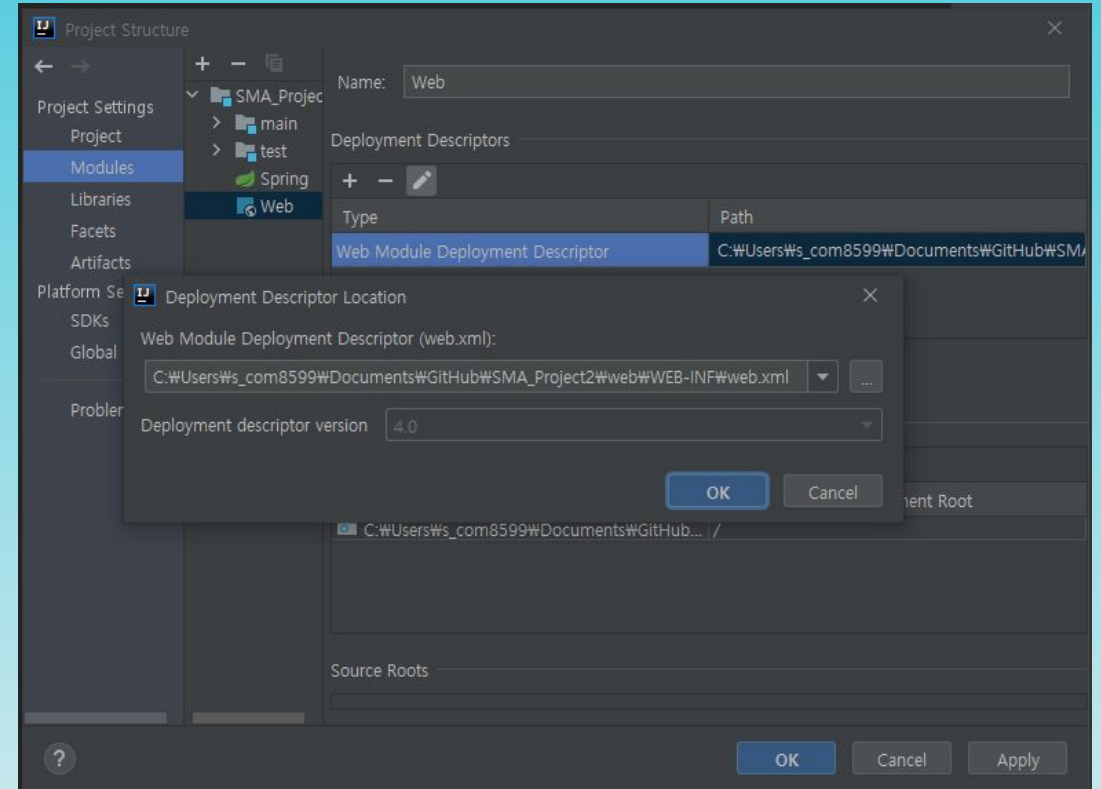 Project Structure
Project Settings
Project
Modules
Libraries
Facets
Artifacts
Platform Se
SDKs
Global
Problem
SMA_Projec
main
test
Spring
Web
Name: Web
Deployment Descriptors
Type Path
Web Module Deployment Descriptor C:₩Users₩s_com8599₩Documents₩GitHub₩SMA
Deployment Descriptor Location
Web Module Deployment Descriptor (web.xml):
C:₩Users₩s_com8599₩Documents₩GitHub₩SMA_Project2₩web₩WEB-INF₩web.xml
...
Deployment descriptor version 4.0
OK Cancel
ment Root
C:₩Users₩s_com8599₩Documents₩GitHub... /
Source Roots
?
OK Cancel Apply